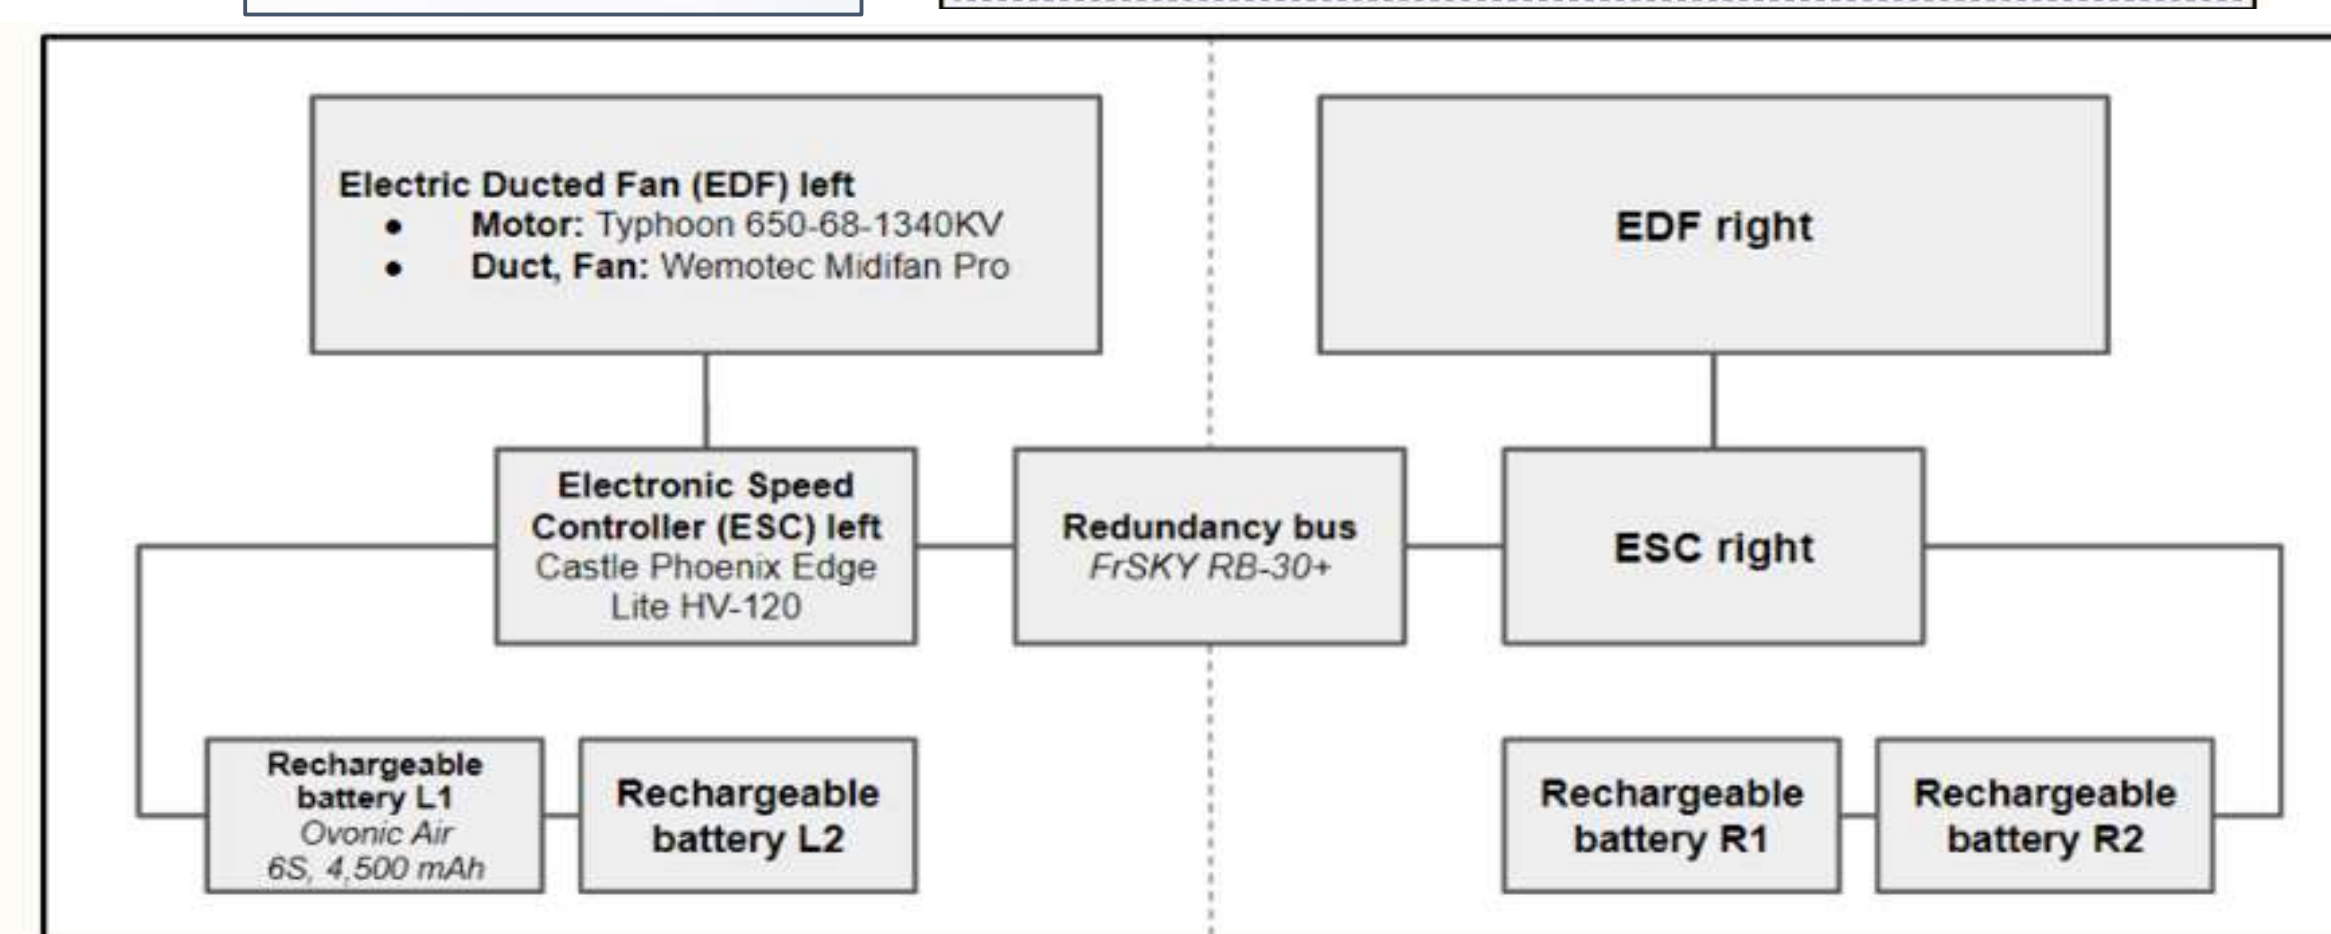 Electric Ducted Fan (EDF) left
● Motor: Typhoon 650-68-1340KV
● Duct, Fan: Wemotec Midifan Pro
EDF right
Electronic Speed
Controller (ESC) left
Castle Phoenix Edge
Lite HV-120
Redundancy bus
FrSKY RB-30+
ESC right
Rechargeable
battery L1
Ovonic Air
6S, 4,500 mAh
Rechargeable
battery L2
Rechargeable
battery R1
Rechargeable
battery R2